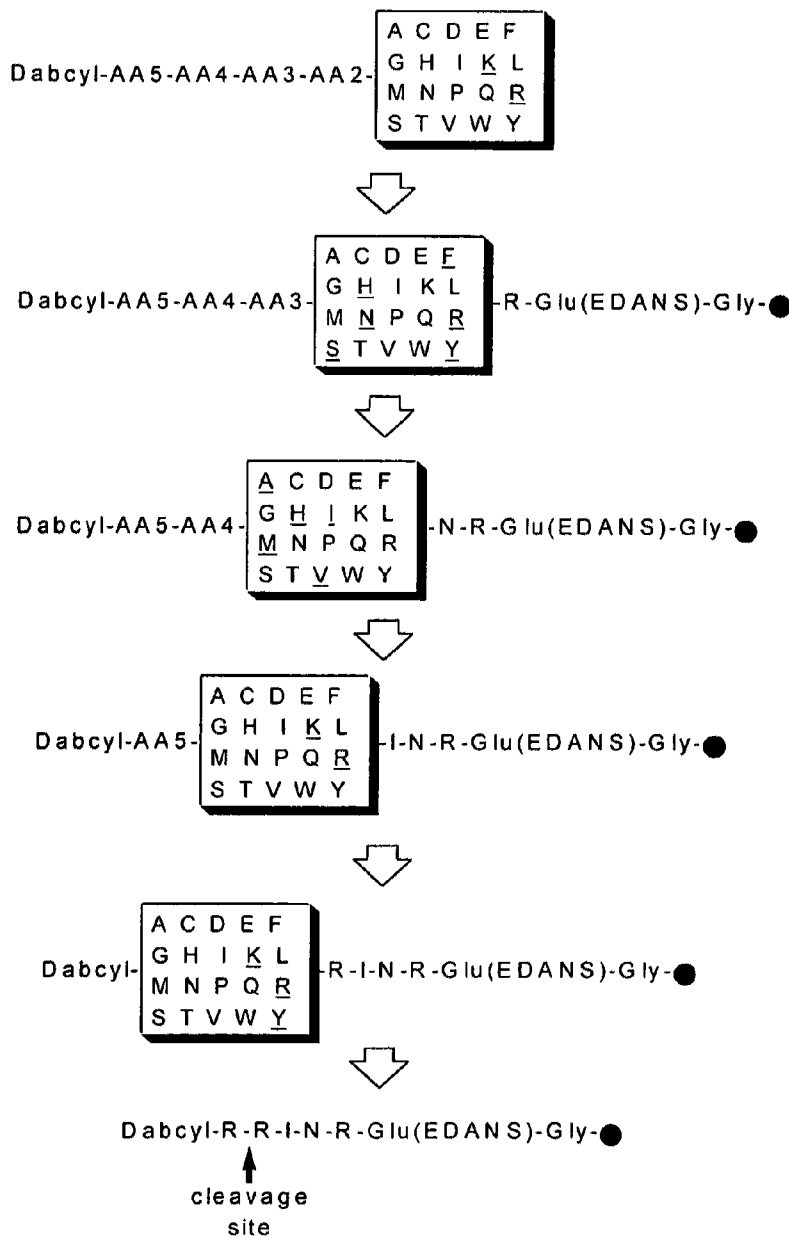 Dabcyl-AA5-AA4-AA3-AA2-
A C D E F
G H I K L
M N P Q R
S T V W Y
Dabcyl-AA5-AA4-AA3-
A C D E F
G H I K L
M N P Q R
S T V W Y
-R-Glu(EDANS)-Gly-
Dabcyl-AA5-AA4-
A C D E F
G H I K L
M N P Q R
S T V W Y
-N-R-Glu(EDANS)-Gly-
Dabcyl-AA5-
A C D E F
G H I K L
M N P Q R
S T V W Y
-I-N-R-Glu(EDANS)-Gly-
Dabcyl-
A C D E F
G H I K L
M N P Q R
S T V W Y
-R-I-N-R-Glu(EDANS)-Gly-
Dabcyl-R-R-I-N-R-Glu(EDANS)-Gly-
cleavage
site